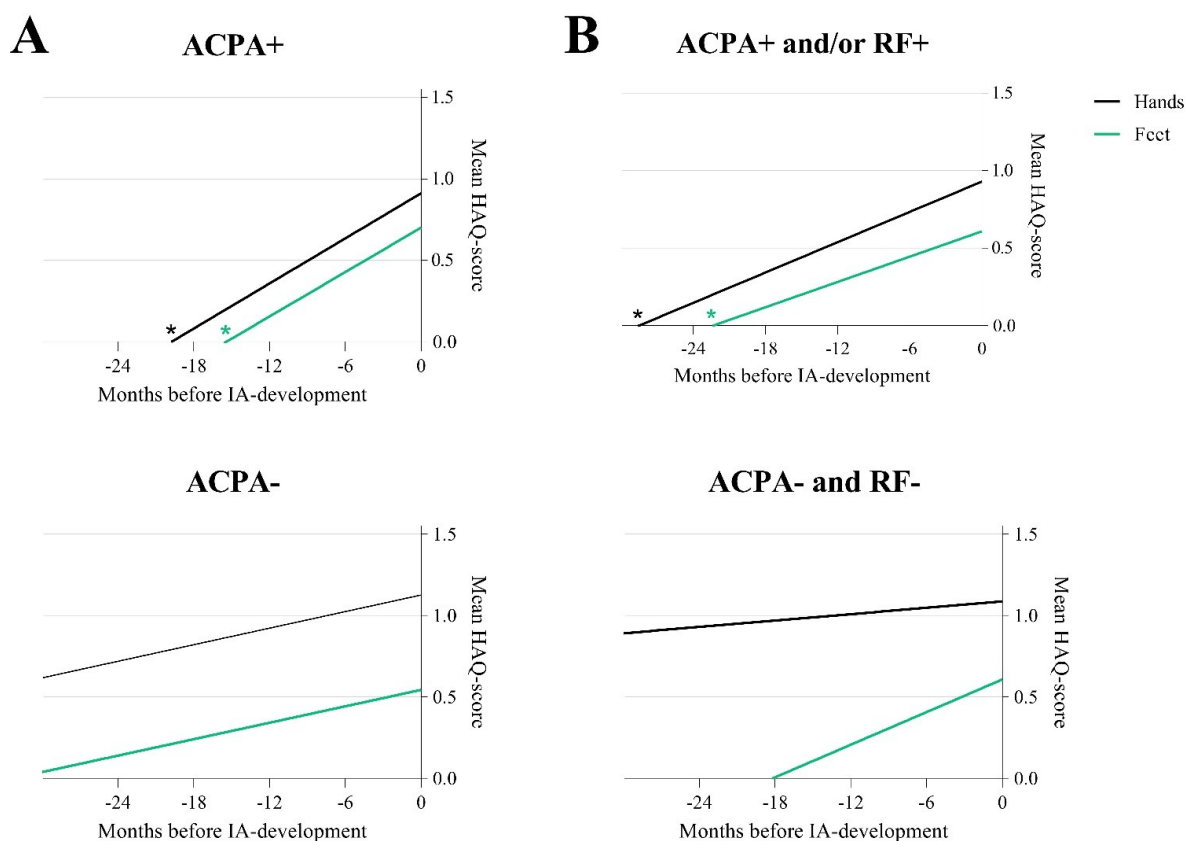 A
ACPA+
1.5
1.0
0.5
0.0
Mean HAQ-score
*
*
-24
-18
-12
-6
0
Months before IA-development
B
ACPA+ and/or RF+
1.5
1.0
0.5
0.0
Mean HAQ-score
*
*
-24
-18
-12
-6
0
Months before IA-development
Hands
Feet
ACPA-
1.5
1.0
0.5
0.0
Mean HAQ-score
-24
-18
-12
-6
0
Months before IA-development
ACPA- and RF-
1.5
1.0
0.5
0.0
Mean HAQ-score
-24
-18
-12
-6
0
Months before IA-development